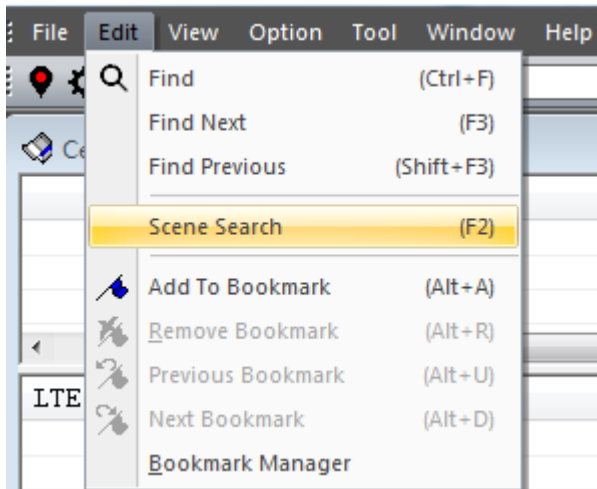 File Edit View Option Tool Window Help
Find (Ctrl+F)
Find Next (F3)
Ce
Find Previous (Shift+F3)
Scene Search (F2)
Add To Bookmark (Alt+A)
Remove Bookmark (Alt+R)
Previous Bookmark (Alt+U)
LTE
Next Bookmark (Alt+D)
Bookmark Manager